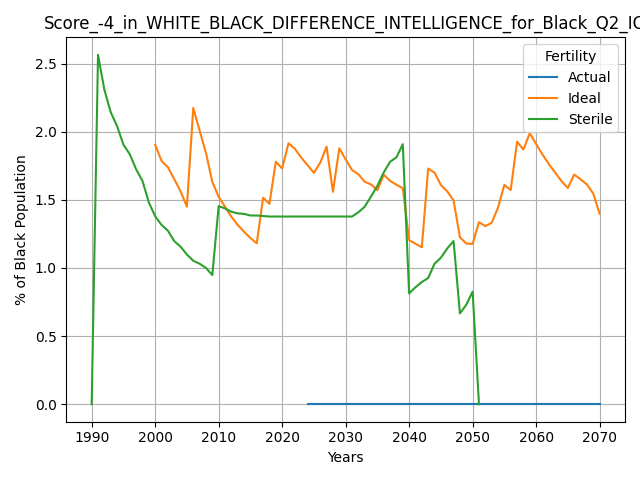 Score_-4_in_WHITE_BLACK_DIFFERENCE_INTELLIGENCE_for_Black_Q2_IC
Fertility
Actual
Ideal
Sterile
% of Black Population
2.5
2.0
1.5
1.0
0.5
0.0
1990 2000 2010 2020 2030 2040 2050 2060 2070
Years